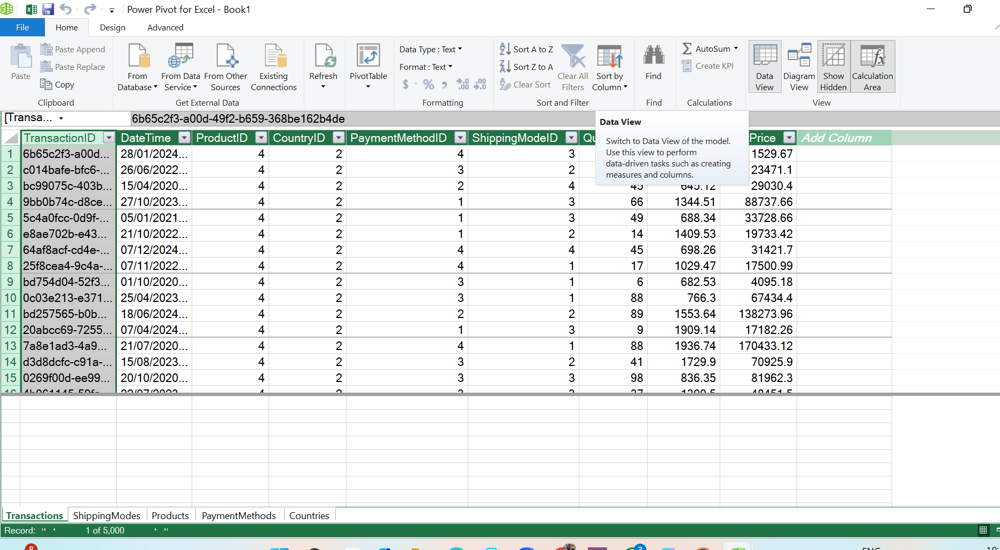 Power Pivot for Excel - Book1
File Home Design Advanced
Paste
Paste Append
Paste Replace
Copy
Clipboard
From Database
From Data Service
From Other Sources
Existing Connections
Get External Data
Refresh
PivotTable
Data Type : Text
Format : Text
$ % ,
Formatting
Sort A to Z
Sort Z to A
Clear Sort
Clear All Filters
Sort by Column
Sort and Filter
Find
Find
AutoSum
Create KPI
Calculations
Data View
Diagram View
Show Hidden
Calculation Area
View
[Transa... 6b65c2f3-a00d-49f2-b659-368be162b4de
Data View
Switch to Data View of the model.
Use this view to perform
data-driven tasks such as creating
measures and columns.
TransactionID DateTime ProductID CountryID PaymentMethodID ShippingModeID Qu Price Add Column
1 6b65c2f3-a00d... 28/01/2024... 4 2 4 3 1529.67
2 c014bafe-bfc6-... 26/06/2022... 4 2 3 2 23471.1
3 bc99075c-403b... 15/04/2020... 4 2 2 4 45 645.12 29030.4
4 9bb0b74c-d8ce... 27/10/2023... 4 2 1 3 66 1344.51 88737.66
5 5c4a0fcc-0d9f-... 05/01/2021... 4 2 1 3 49 688.34 33728.66
6 e8ae702b-e43... 21/10/2022... 4 2 1 2 14 1409.53 19733.42
7 64af8acf-cd4e-... 07/12/2024... 4 2 4 4 45 698.26 31421.7
8 25f8cea4-9c4a-... 07/11/2022... 4 2 4 1 17 1029.47 17500.99
9 bd754d04-52f3... 01/10/2020... 4 2 3 1 6 682.53 4095.18
10 0c03e213-e371... 25/04/2023... 4 2 3 1 88 766.3 67434.4
11 bd257565-b0b... 18/06/2024... 4 2 2 2 89 1553.64 138273.96
12 20abcc69-7255... 07/04/2024... 4 2 1 3 9 1909.14 17182.26
13 7a8e1ad3-4a9... 21/07/2020... 4 2 4 1 88 1936.74 170433.12
14 d3d8dcfc-c91a-... 15/08/2023... 4 2 3 2 41 1729.9 70925.9
15 0269f00d-ee99... 20/10/2020... 4 2 3 3 98 836.35 81962.3
Transactions ShippingModes Products PaymentMethods Countries
Record: 1 of 5,000
8
3